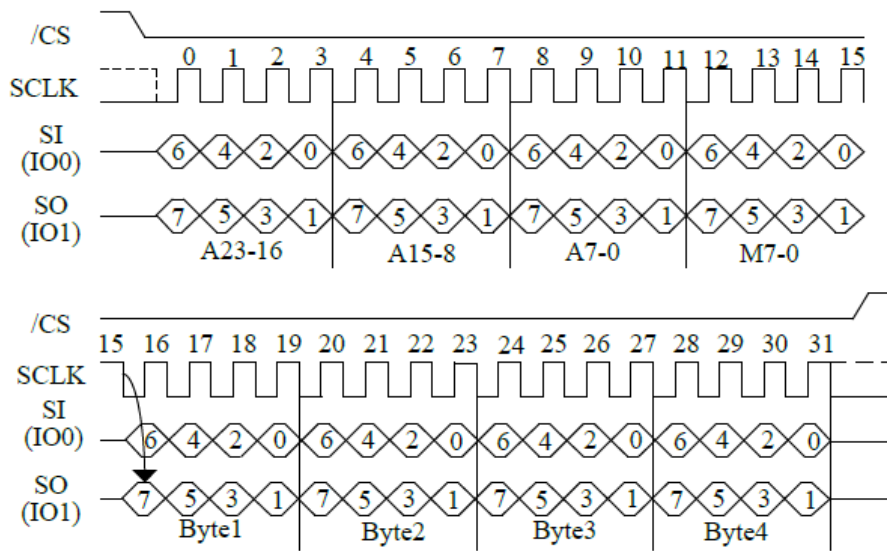 /CS
0 1 2 3 4 5 6 7 8 9 10 11 12 13 14 15
SCLK
SI
(IO0)
6 4 2 0 6 4 2 0 6 4 2 0 6 4 2 0
SO
(IO1)
7 5 3 1 7 5 3 1 7 5 3 1 7 5 3 1
A23-16 A15-8 A7-0 M7-0
/CS
15 16 17 18 19 20 21 22 23 24 25 26 27 28 29 30 31
SCLK
SI
(IO0)
6 4 2 0 6 4 2 0 6 4 2 0 6 4 2 0
SO
(IO1)
7 5 3 1 7 5 3 1 7 5 3 1 7 5 3 1
Byte1 Byte2 Byte3 Byte4